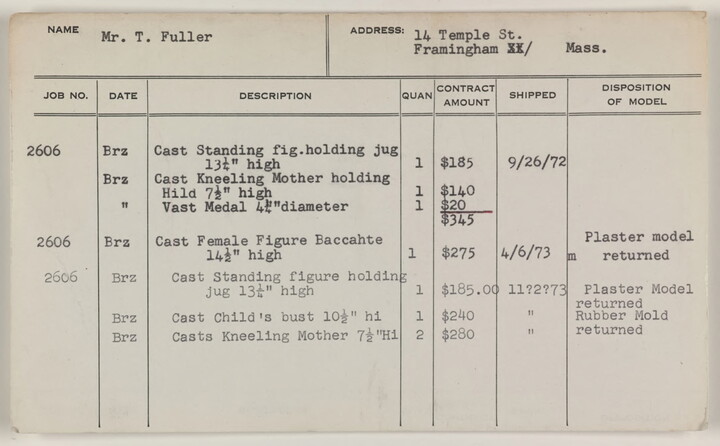 NAME Mr. T. Fuller ADDRESS: 14 Temple St.
Framingham XX/ Mass.
JOB NO. DATE DESCRIPTION QUAN CONTRACT AMOUNT SHIPPED DISPOSITION OF MODEL
2606 Brz Cast Standing fig.holding jug
13¼" high 1 $185 9/26/72
Brz Cast Kneeling Mother holding
Hild 7½" high 1 $140
" Vast Medal 4¼"diameter 1 $20
$345
2606 Brz Cast Female Figure Baccahte Plaster model
14½" high 1 $275 4/6/73 m returned
2606 Brz Cast Standing figure holding
jug 13¼" high 1 $185.00 11?2?73 Plaster Model
returned
Brz Cast Child's bust 10½" hi 1 $240 " Rubber Mold
Brz Casts Kneeling Mother 7½"Hi 2 $280 " returned